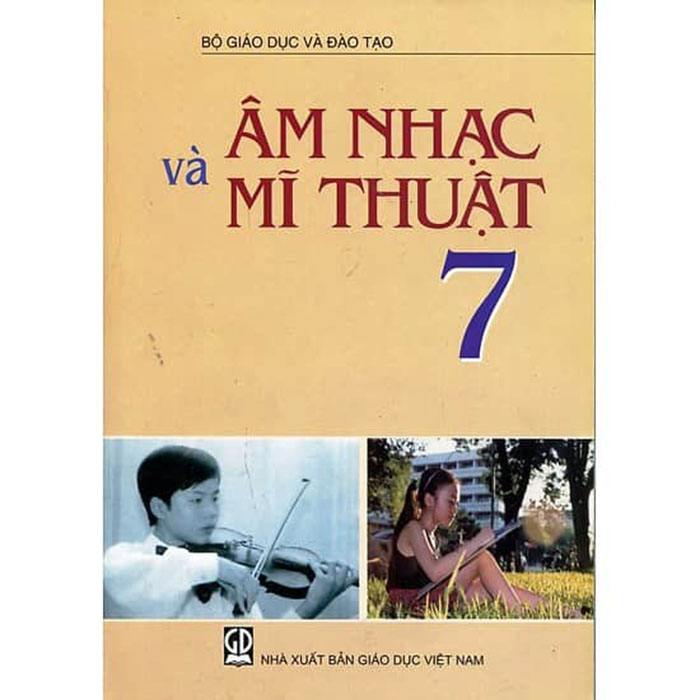 BỘ GIÁO DỤC VÀ ĐÀO TẠO
ÂM NHẠC
và
MĨ THUẬT
7
GD
NHÀ XUẤT BẢN GIÁO DỤC VIỆT NAM